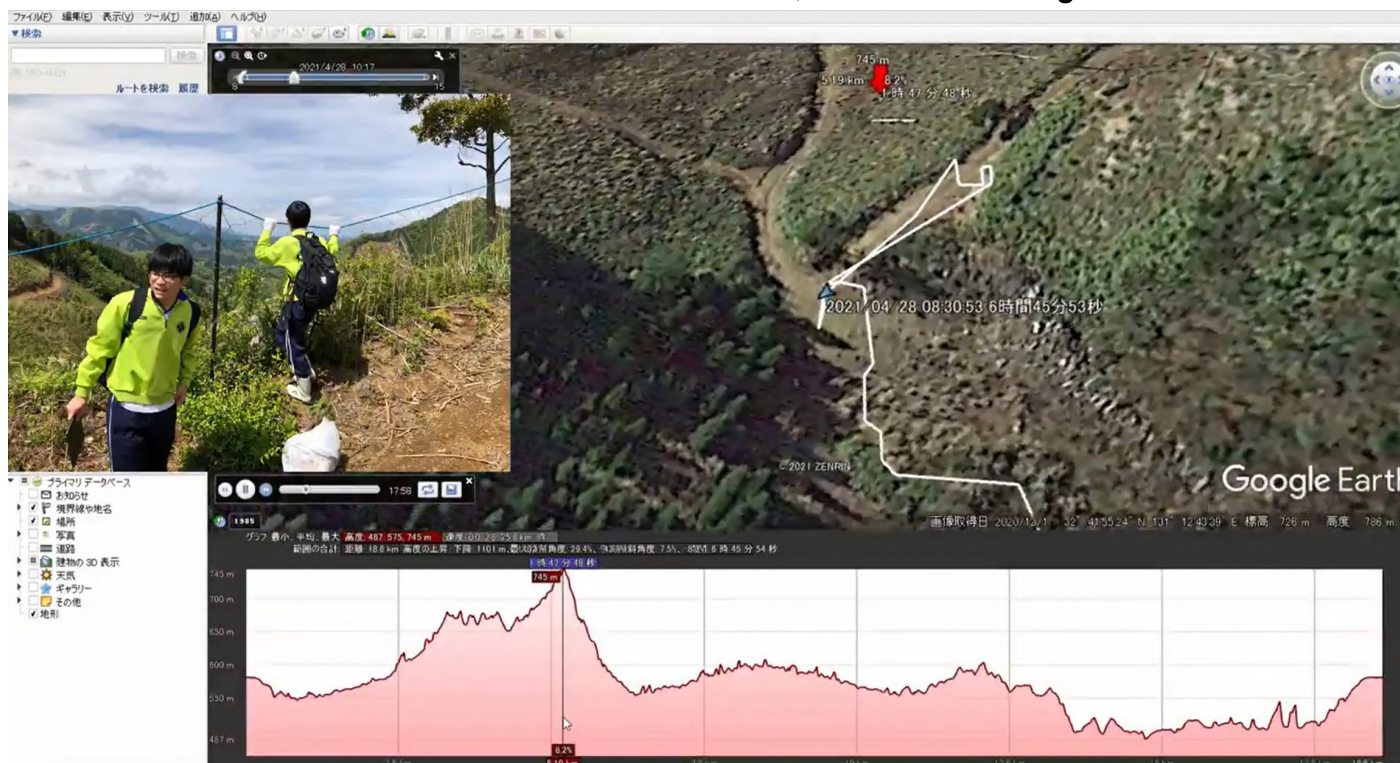 ファイル(F) 編集(E) 表示(V) ツール(T) 追加(A) ヘルプ(H)
▼検索
検索
ルートを検索 履歴
2021/4/28 10:17
8
15
745 m
5.19 km 8.2%
1 時 47 分 48 秒
2021/04/28 08:30:53 6時間45分53秒
プライマリ データベース
お知らせ
境界線や地名
場所
写真
道路
建物の 3D 表示
天気
ギャラリー
その他
地形
17:58
© 2021 ZENRIN
Google Earth
1985
画像取得日 2020/12/1 32° 41'55.24" N 131° 12'43.39" E 標高 726 m 高度 786 m
グラフ 最小, 平均, 最大 高度: 487, 575, 745 m
範囲の合計 距離 18.6 km 高度の上昇/下降: 1101 m,
29.4%, 7.5%, 6 時 45 分 54 秒
1 時 47 分 48 秒
745 m
745 m
700 m
650 m
600 m
550 m
487 m
8.2%